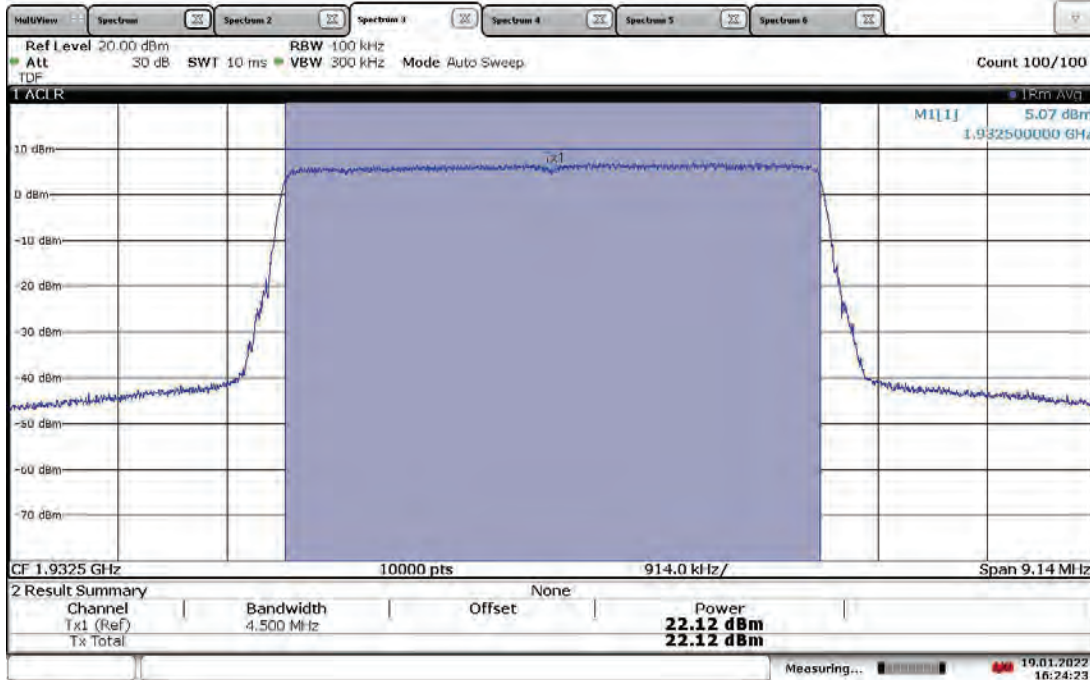 MultiView Spectrum Spectrum 2 Spectrum 3 Spectrum 4 Spectrum 5 Spectrum 6
Ref Level 20.00 dBm RBW 100 kHz
Att 30 dB SWT 10 ms VBW 300 kHz Mode Auto Sweep Count 100/100
TDF
1 ACLR 1Rm Avg
M1[1] 5.07 dBm
1.932500000 GHz
Tx1
10 dBm
0 dBm
-10 dBm
-20 dBm
-30 dBm
-40 dBm
-50 dBm
-60 dBm
-70 dBm
CF 1.9325 GHz 10000 pts 914.0 kHz/ Span 9.14 MHz
2 Result Summary None
Channel Bandwidth Offset Power
Tx1 (Ref) 4.500 MHz 22.12 dBm
Tx Total 22.12 dBm
Measuring... 19.01.2022
16:24:23